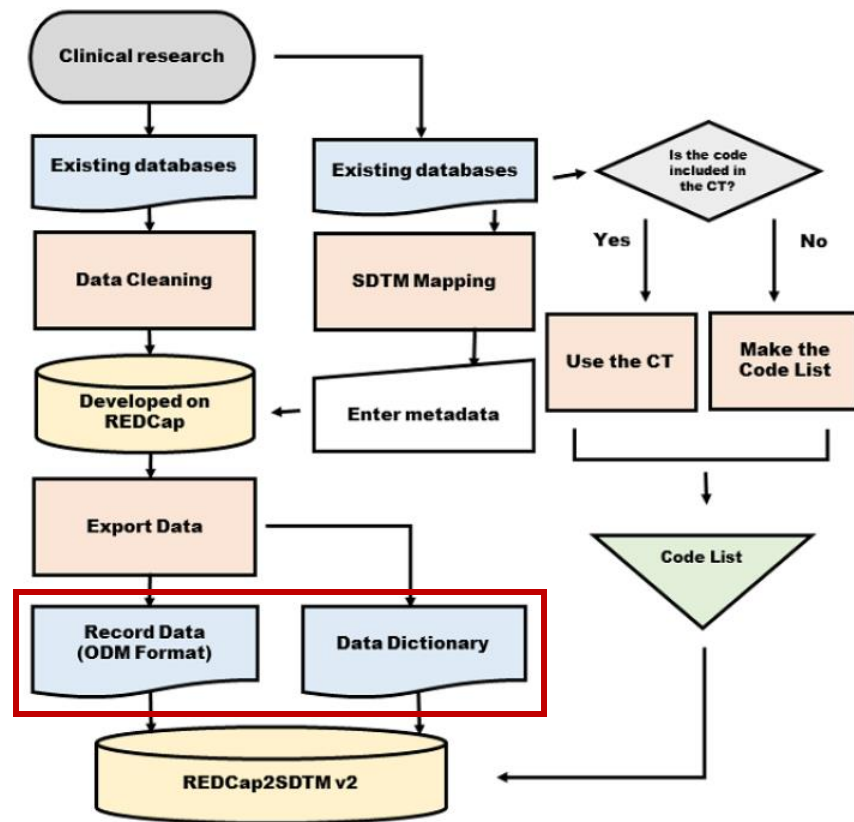 Clinical research
Existing databases
Existing databases
Is the code
included in
the CT?
Data Cleaning
SDTM Mapping
Yes
No
Developed on
REDCap
Enter metadata
Use the CT
Make the
Code List
Export Data
Code List
Record Data
(ODM Format)
Data Dictionary
REDCap2SDTM v2